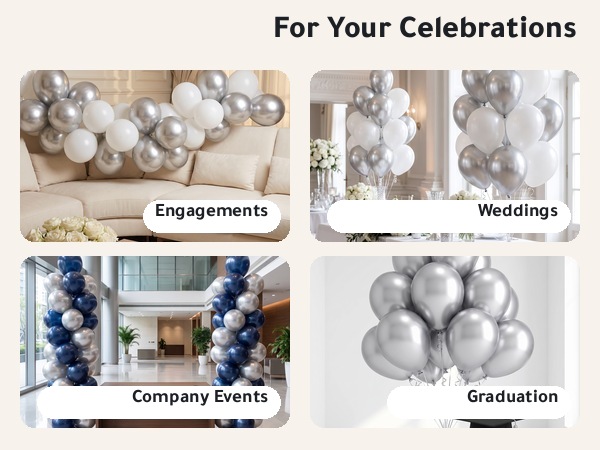 For Your Celebrations
Engagements
Weddings
Company Events
Graduation